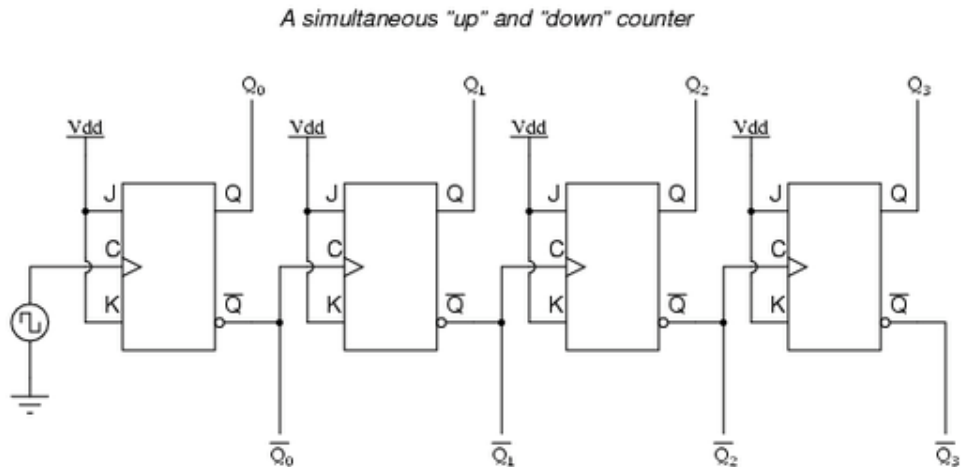 A simultaneous "up" and "down" counter
Q₀ Q₁ Q₂ Q₃
Vdd Vdd Vdd Vdd
J Q J Q J Q J Q
C C C C
K Q̅ K Q̅ K Q̅ K Q̅
Q̅₀ Q̅₁ Q̅₂ Q̅₃